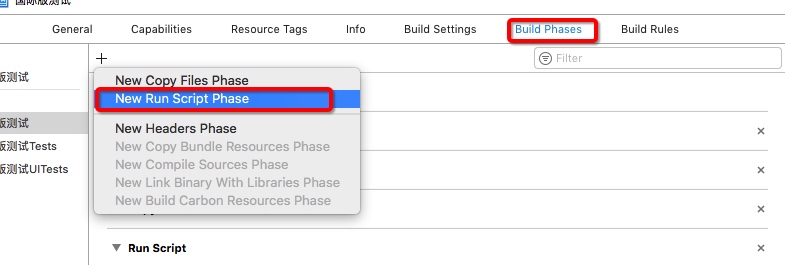 国际版测试
General Capabilities Resource Tags Info Build Settings Build Phases Build Rules
+
Filter
New Copy Files Phase
版测试
New Run Script Phase
版测试
New Headers Phase
版测试Tests
New Copy Bundle Resources Phase
New Compile Sources Phase
版测试UITests
New Link Binary With Libraries Phase
New Build Carbon Resources Phase
Run Script